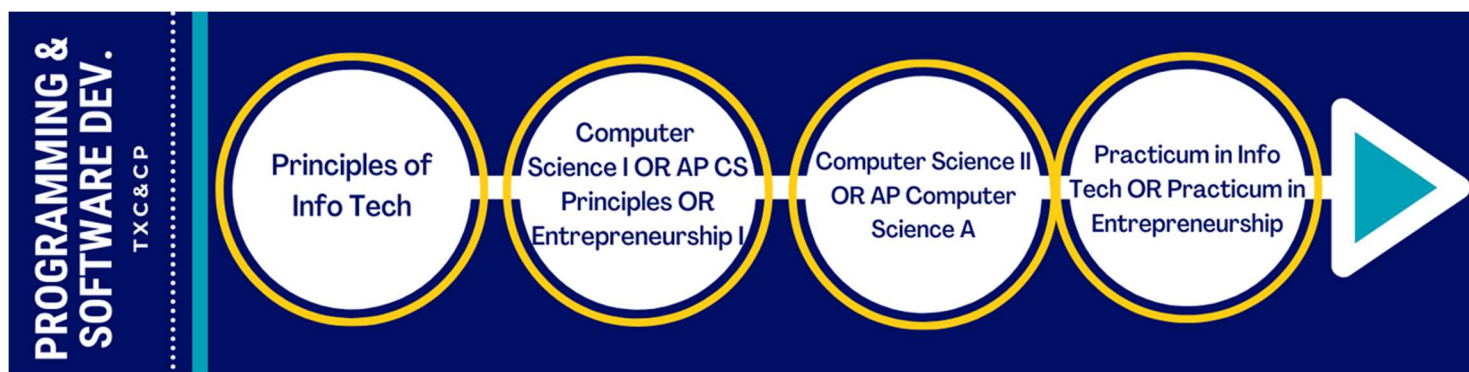 PROGRAMMING &
SOFTWARE DEV.
TXC&CP
Principles of
Info Tech
Computer
Science I OR AP CS
Principles OR
Entrepreneurship I
Computer Science II
OR AP Computer
Science A
Practicum in Info
Tech OR Practicum in
Entrepreneurship